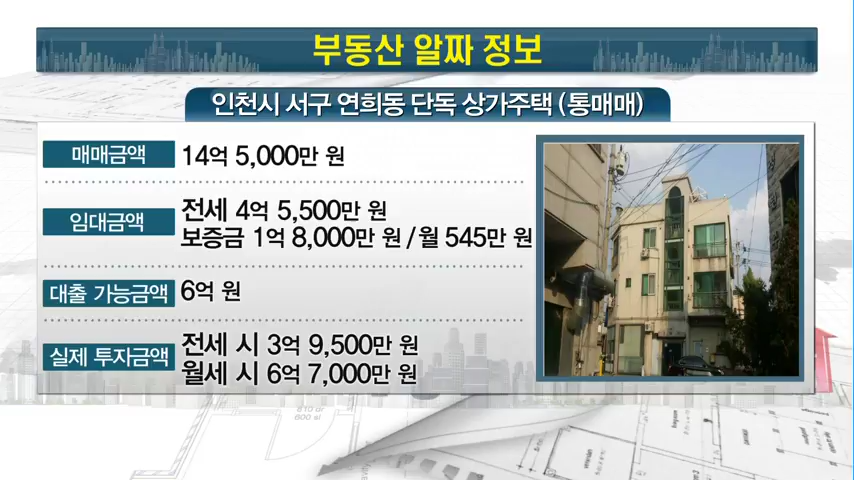 부동산 알짜 정보
인천시 서구 연희동 단독 상가주택 (통매매)
매매금액 14억 5,000만 원
임대금액 전세 4억 5,500만 원
보증금 1억 8,000만 원 / 월 545만 원
대출 가능금액 6억 원
실제 투자금액 전세 시 3억 9,500만 원
월세 시 6억 7,000만 원